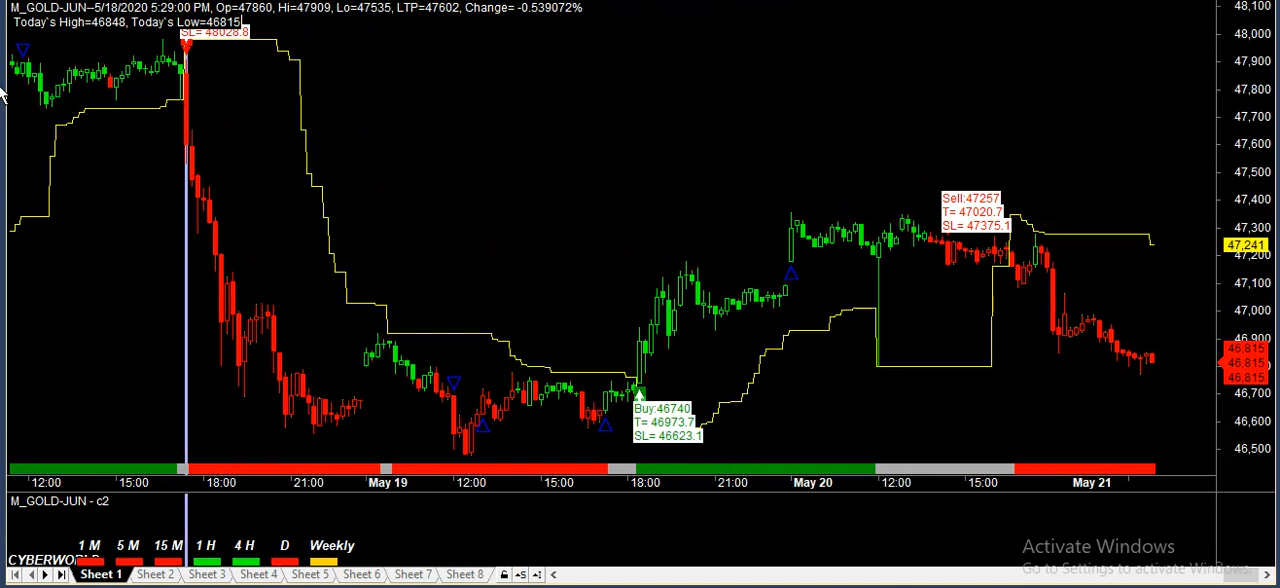 M_GOLD-JUN--5/18/2020 5:29:00 PM, Op=47860, Hi=47909, Lo=47535, LTP=47602, Change= -0.539072%
Today`s High=46848, Today`s Low=46815
SL= 48028.8
Sell:47257
T= 47020.7
SL= 47375.1
Buy:46740
T= 46973.7
SL= 46623.1
48,100
48,000
47,900
47,800
47,700
47,600
47,500
47,400
47,300
47,241
47,200
47,100
47,000
46,900
46,815
46,815
46,815
46,700
46,600
46,500
12:00 15:00 18:00 21:00 May 19 12:00 15:00 18:00 21:00 May 20 12:00 15:00 May 21
M_GOLD-JUN - c2
1 M 5 M 15 M 1 H 4 H D Weekly
Activate Windows
Go to Settings to activate Windows.
Sheet 1 Sheet 2 Sheet 3 Sheet 4 Sheet 5 Sheet 6 Sheet 7 Sheet 8